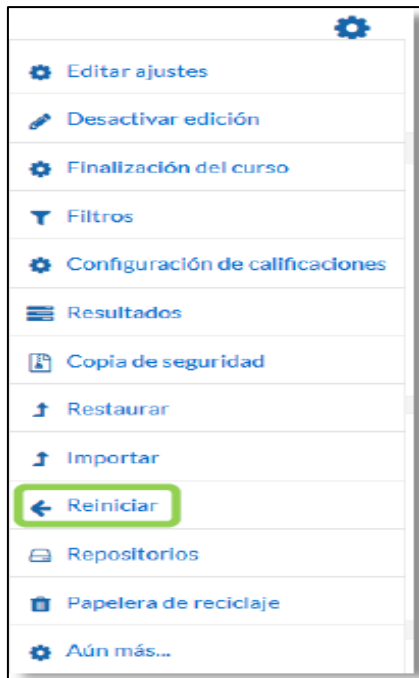 Editar ajustes
Desactivar edición
Finalización del curso
Filtros
Configuración de calificaciones
Resultados
Copia de seguridad
Restaurar
Importar
Reiniciar
Repositorios
Papelera de reciclaje
Aún más...